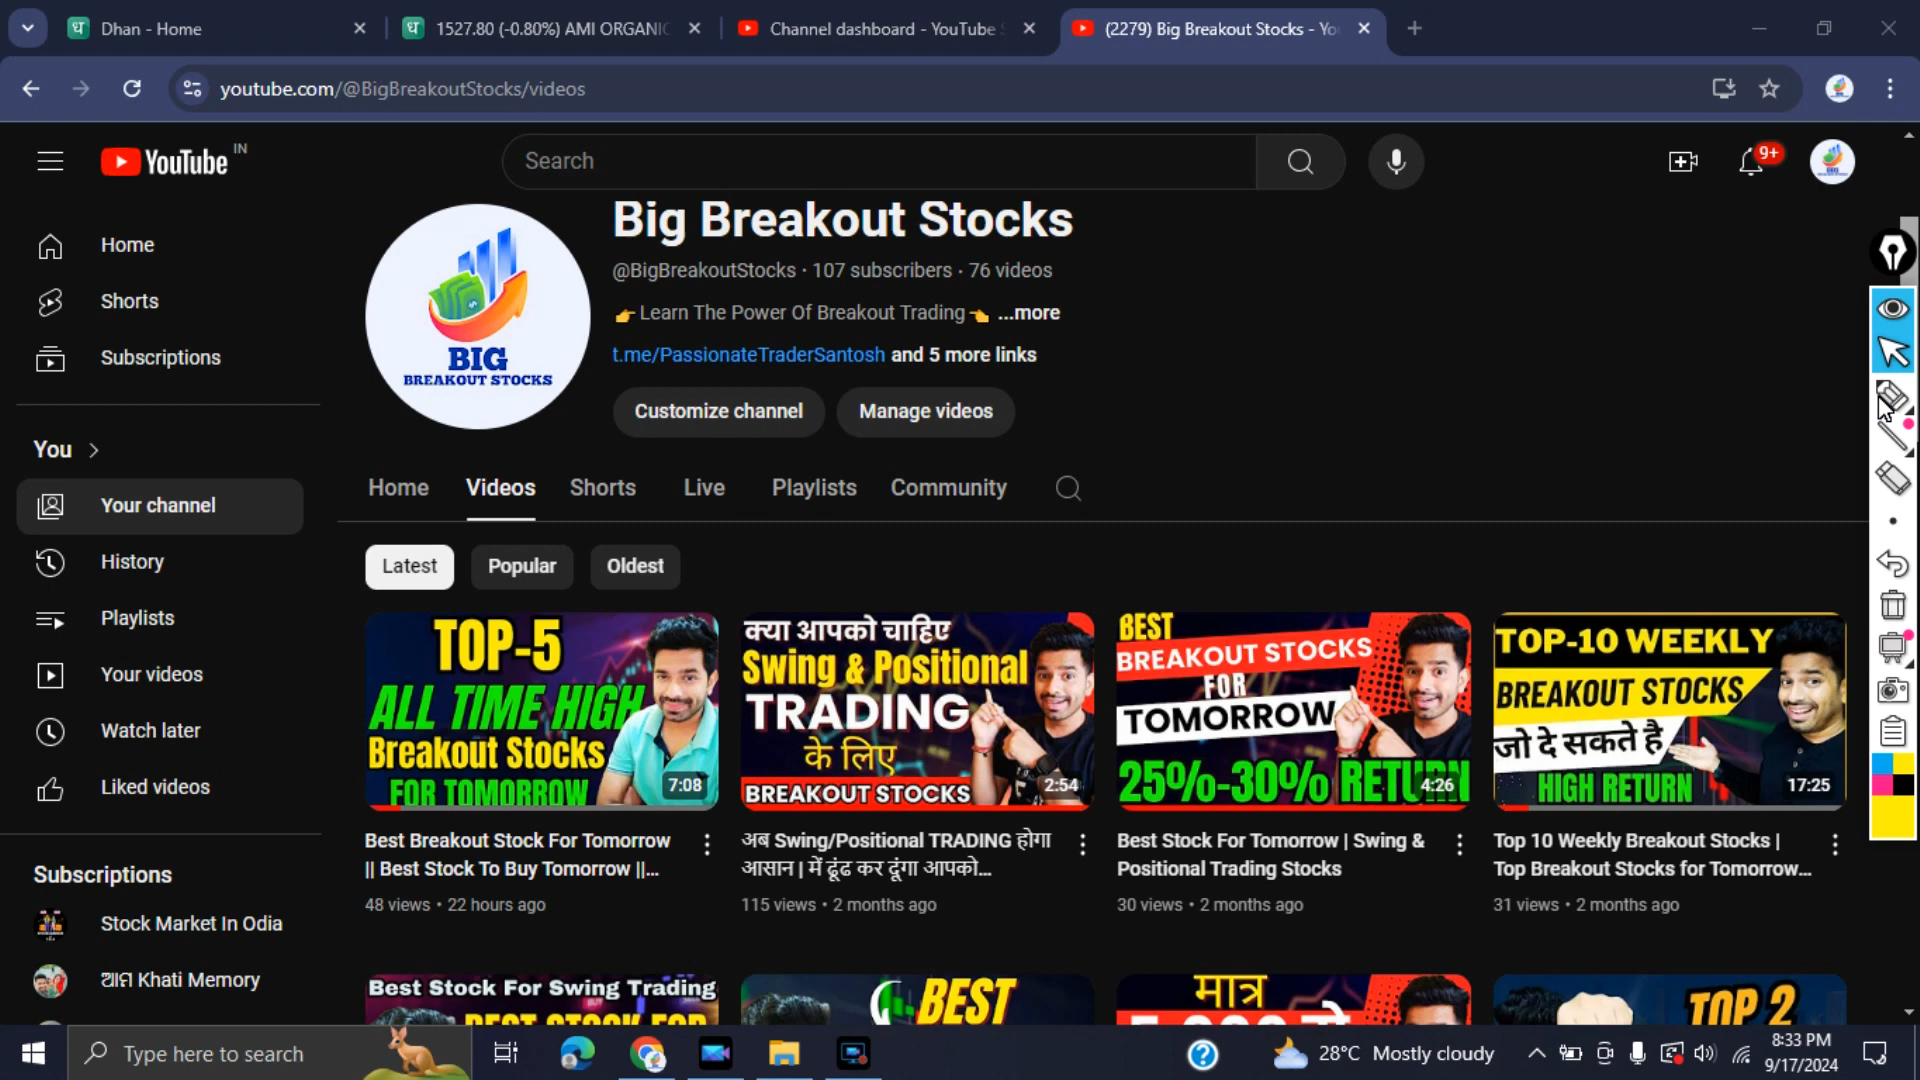 Dhan - Home
1527.80 (-0.80%) AMI ORGANIC
Channel dashboard - YouTube S
(2279) Big Breakout Stocks - Yo
youtube.com/@BigBreakoutStocks/videos
YouTube IN
Search
9+
Home
Shorts
Subscriptions
You
Your channel
History
Playlists
Your videos
Watch later
Liked videos
Subscriptions
Stock Market In Odia
ଆମ Khati Memory
BIG
BREAKOUT STOCKS
Big Breakout Stocks
@BigBreakoutStocks · 107 subscribers · 76 videos
👉Learn The Power Of Breakout Trading👈 ...more
t.me/PassionateTraderSantosh and 5 more links
Customize channel
Manage videos
Home
Videos
Shorts
Live
Playlists
Community
Latest
Popular
Oldest
TOP-5
ALL TIME HIGH
Breakout Stocks
FOR TOMORROW
7:08
Best Breakout Stock For Tomorrow
|| Best Stock To Buy Tomorrow ||...
48 views • 22 hours ago
क्या आपको चाहिए
Swing & Positional
TRADING
के लिए
BREAKOUT STOCKS
2:54
अब Swing/Positional TRADING होगा
आसान | में ढूंढ कर दूंगा आपको...
115 views • 2 months ago
BEST
BREAKOUT STOCKS
FOR
TOMORROW
25%-30% RETURN
4:26
Best Stock For Tomorrow | Swing &
Positional Trading Stocks
30 views • 2 months ago
TOP-10 WEEKLY
BREAKOUT STOCKS
जो दे सकते है
HIGH RETURN
17:25
Top 10 Weekly Breakout Stocks |
Top Breakout Stocks for Tomorrow...
31 views • 2 months ago
Best Stock For Swing Trading
BEST STOCK FOR
BEST
मात्र
TOP 2
Type here to search
28°C Mostly cloudy
8:33 PM
9/17/2024